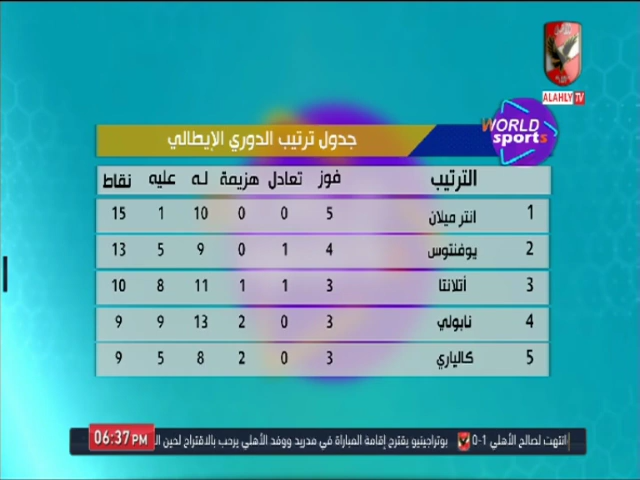 ALAHLY TV
WORLD
sports
جدول ترتيب الدوري الإيطالي
الترتيب فوز تعادل هزيمة له عليه نقاط
1 انتر ميلان 5 0 0 10 1 15
2 يوفنتوس 4 1 0 9 5 13
3 أتلانتا 3 1 1 11 8 10
4 نابولي 3 0 2 13 9 9
5 كالياري 3 0 2 8 5 9
انتهت لصالح الأهلي 1-0 بوتراجينيو يقترح إقامة المباراة في مدريد ووفد الأهلي يرحب بالاقتراح لحين ال
06:37 PM